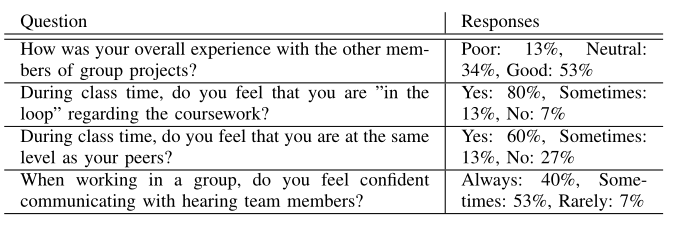 Question Responses
How was your overall experience with the other mem- Poor: 13%, Neutral:
bers of group projects? 34%, Good: 53%
During class time, do you feel that you are ”in the Yes: 80%, Sometimes:
loop” regarding the coursework? 13%, No: 7%
During class time, do you feel that you are at the same Yes: 60%, Sometimes:
level as your peers? 13%, No: 27%
When working in a group, do you feel confident Always: 40%, Some-
communicating with hearing team members? times: 53%, Rarely: 7%